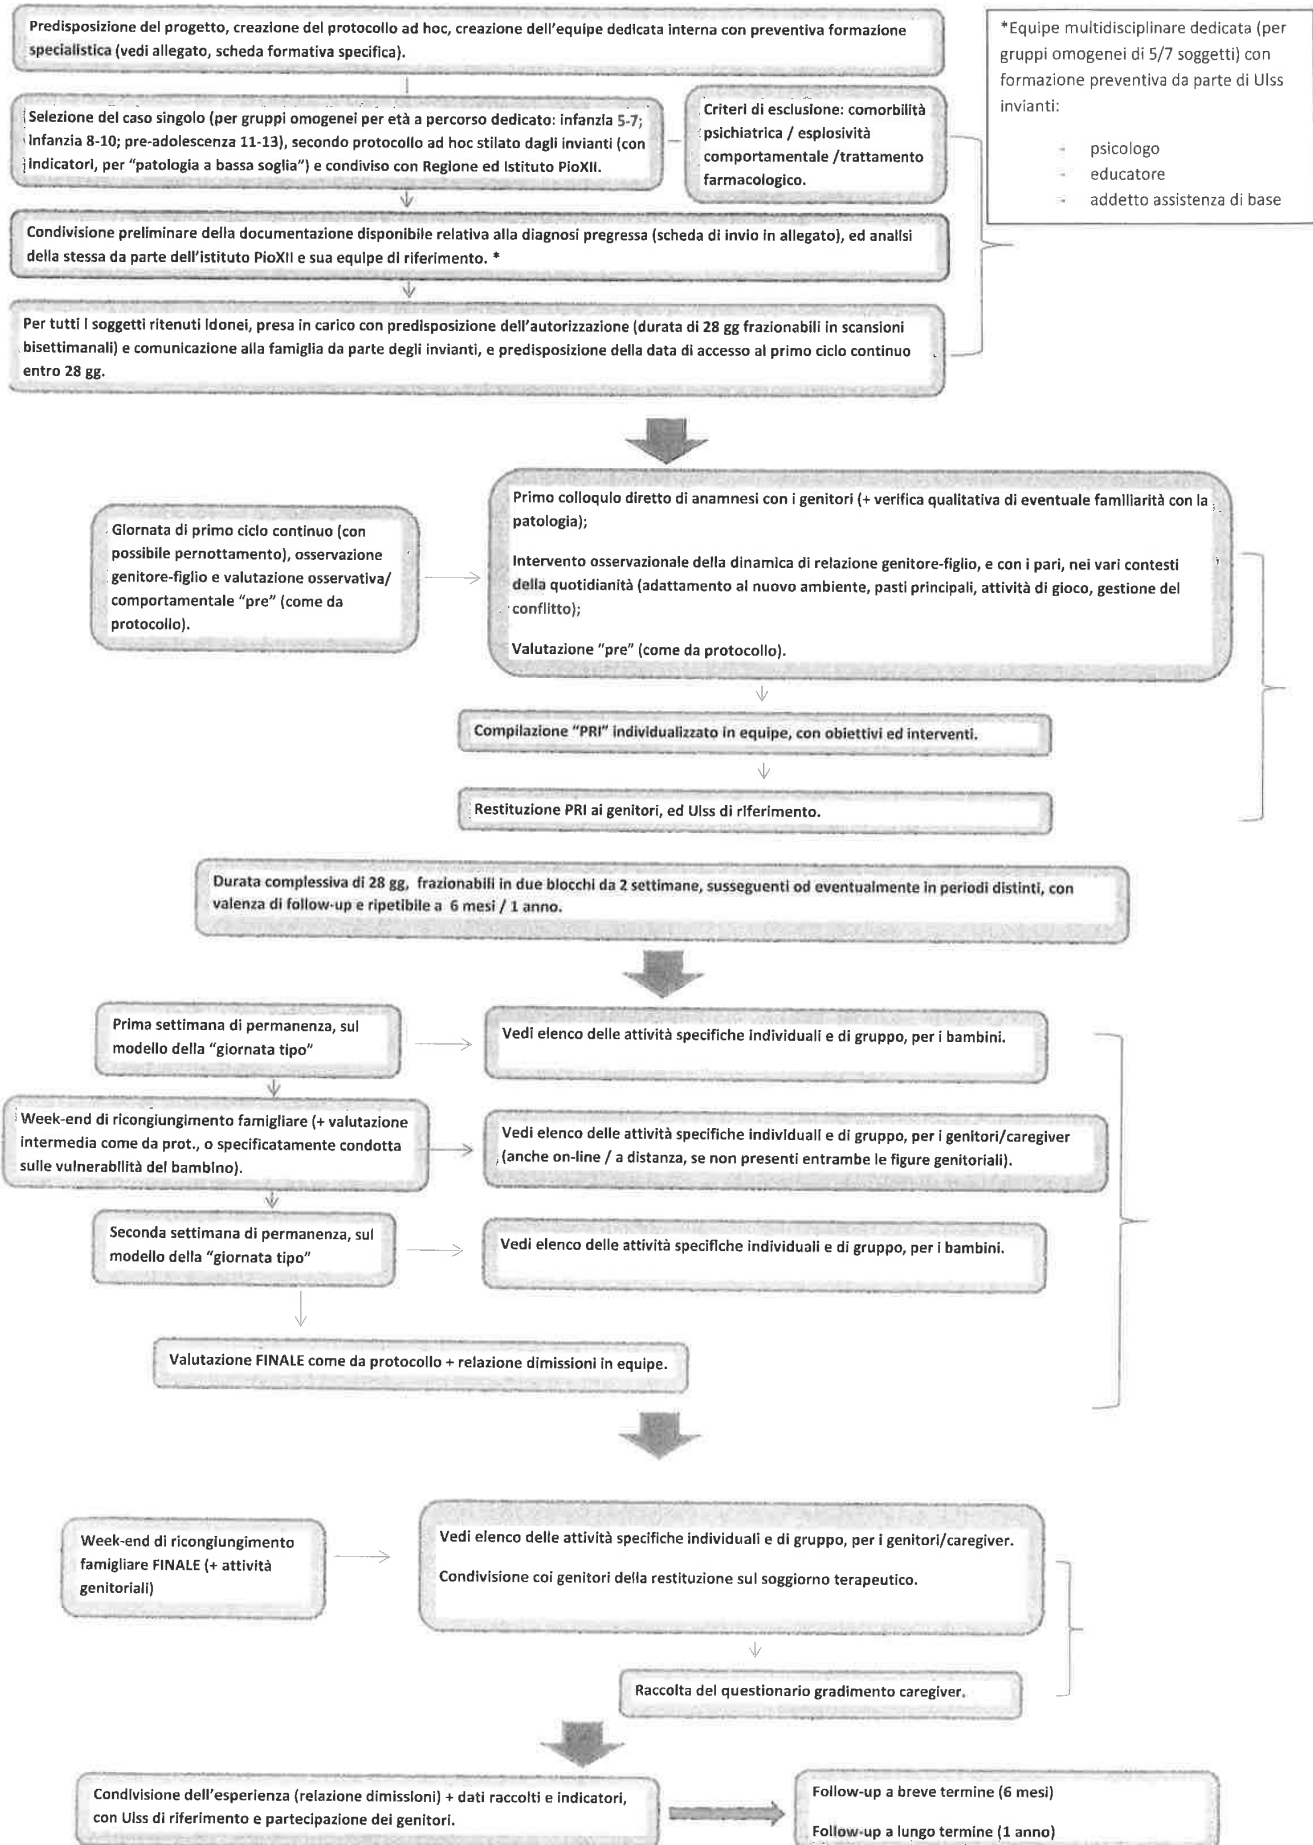 Predisposizione del progetto, creazione del protocollo ad hoc, creazione dell'equipe dedicata interna con preventiva formazione
specialistica (vedi allegato, scheda formativa specifica).
*Equipe multidisciplinare dedicata (per
gruppi omogenei di 5/7 soggetti) con
formazione preventiva da parte di Ulss
invianti:
- psicologo
- educatore
- addetto assistenza di base
Selezione del caso singolo (per gruppi omogenei per età a percorso dedicato: infanzia 5-7;
Infanzia 8-10; pre-adolescenza 11-13), secondo protocollo ad hoc stilato dagli invianti (con
indicatori, per "patologia a bassa soglia") e condiviso con Regione ed Istituto PioXII.
Criteri di esclusione: comorbilità
psichiatrica / esplosività
comportamentale /trattamento
farmacologico.
Condivisione preliminare della documentazione disponibile relativa alla diagnosi pregressa (scheda di invio in allegato), ed analisi
della stessa da parte dell'istituto PioXII e sua equipe di riferimento. *
Per tutti i soggetti ritenuti idonei, presa in carico con predisposizione dell'autorizzazione (durata di 28 gg frazionabili in scansioni
bisettimanali) e comunicazione alla famiglia da parte degli invianti, e predisposizione della data di accesso al primo ciclo continuo
entro 28 gg.
Giornata di primo ciclo continuo (con
possibile pernottamento), osservazione
genitore-figlio e valutazione osservativa/
comportamentale "pre" (come da
protocollo).
Primo colloquio diretto di anamnesi con i genitori (+ verifica qualitativa di eventuale familiarità con la
patologia);
Intervento osservazionale della dinamica di relazione genitore-figlio, e con i pari, nei vari contesti
della quotidianità (adattamento al nuovo ambiente, pasti principali, attività di gioco, gestione del
conflitto);
Valutazione "pre" (come da protocollo).
Compilazione "PRI" individualizzato in equipe, con obiettivi ed interventi.
Restituzione PRI ai genitori, ed Ulss di riferimento.
Durata complessiva di 28 gg, frazionabili in due blocchi da 2 settimane, susseguenti od eventualmente in periodi distinti, con
valenza di follow-up e ripetibile a 6 mesi / 1 anno.
Prima settimana di permanenza, sul
modello della "giornata tipo"
Vedi elenco delle attività specifiche individuali e di gruppo, per i bambini.
Week-end di ricongiungimento famigliare (+ valutazione
intermedia come da prot., o specificatamente condotta
sulle vulnerabilità del bambino).
Vedi elenco delle attività specifiche individuali e di gruppo, per i genitori/caregiver
(anche on-line / a distanza, se non presenti entrambe le figure genitoriali).
Seconda settimana di permanenza, sul
modello della "giornata tipo"
Vedi elenco delle attività specifiche individuali e di gruppo, per i bambini.
Valutazione FINALE come da protocollo + relazione dimissioni in equipe.
Week-end di ricongiungimento
famigliare FINALE (+ attività
genitoriali)
Vedi elenco delle attività specifiche individuali e di gruppo, per i genitori/caregiver.
Condivisione coi genitori della restituzione sul soggiorno terapeutico.
Raccolta del questionario gradimento caregiver.
Condivisione dell'esperienza (relazione dimissioni) + dati raccolti e indicatori,
con Ulss di riferimento e partecipazione dei genitori.
Follow-up a breve termine (6 mesi)
Follow-up a lungo termine (1 anno)